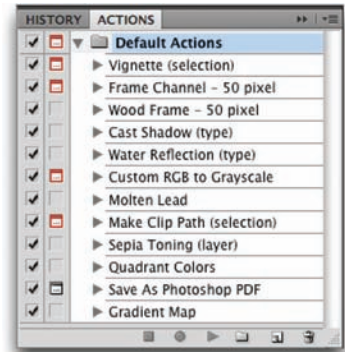 HISTORY ACTIONS
Default Actions
Vignette (selection)
Frame Channel – 50 pixel
Wood Frame – 50 pixel
Cast Shadow (type)
Water Reflection (type)
Custom RGB to Grayscale
Molten Lead
Make Clip Path (selection)
Sepia Toning (layer)
Quadrant Colors
Save As Photoshop PDF
Gradient Map